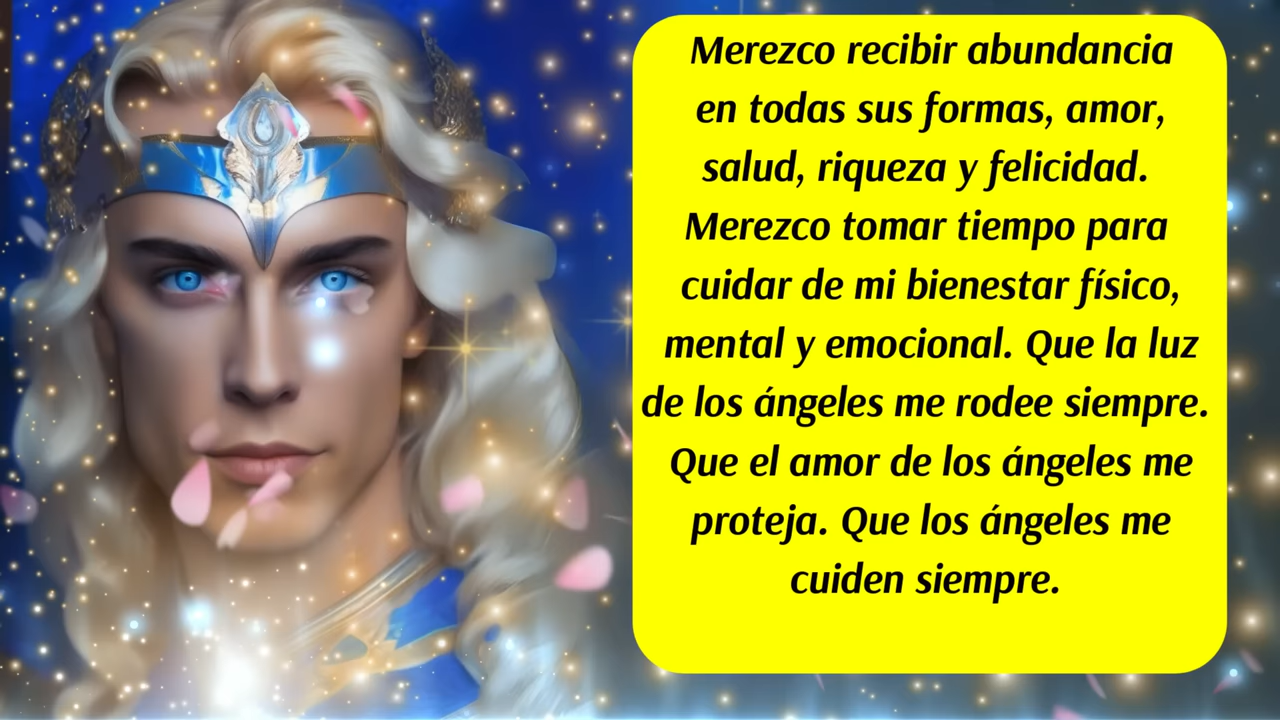 Merezco recibir abundancia
en todas sus formas, amor,
salud, riqueza y felicidad.
Merezco tomar tiempo para
cuidar de mi bienestar físico,
mental y emocional. Que la luz
de los ángeles me rodee siempre.
Que el amor de los ángeles me
proteja. Que los ángeles me
cuiden siempre.